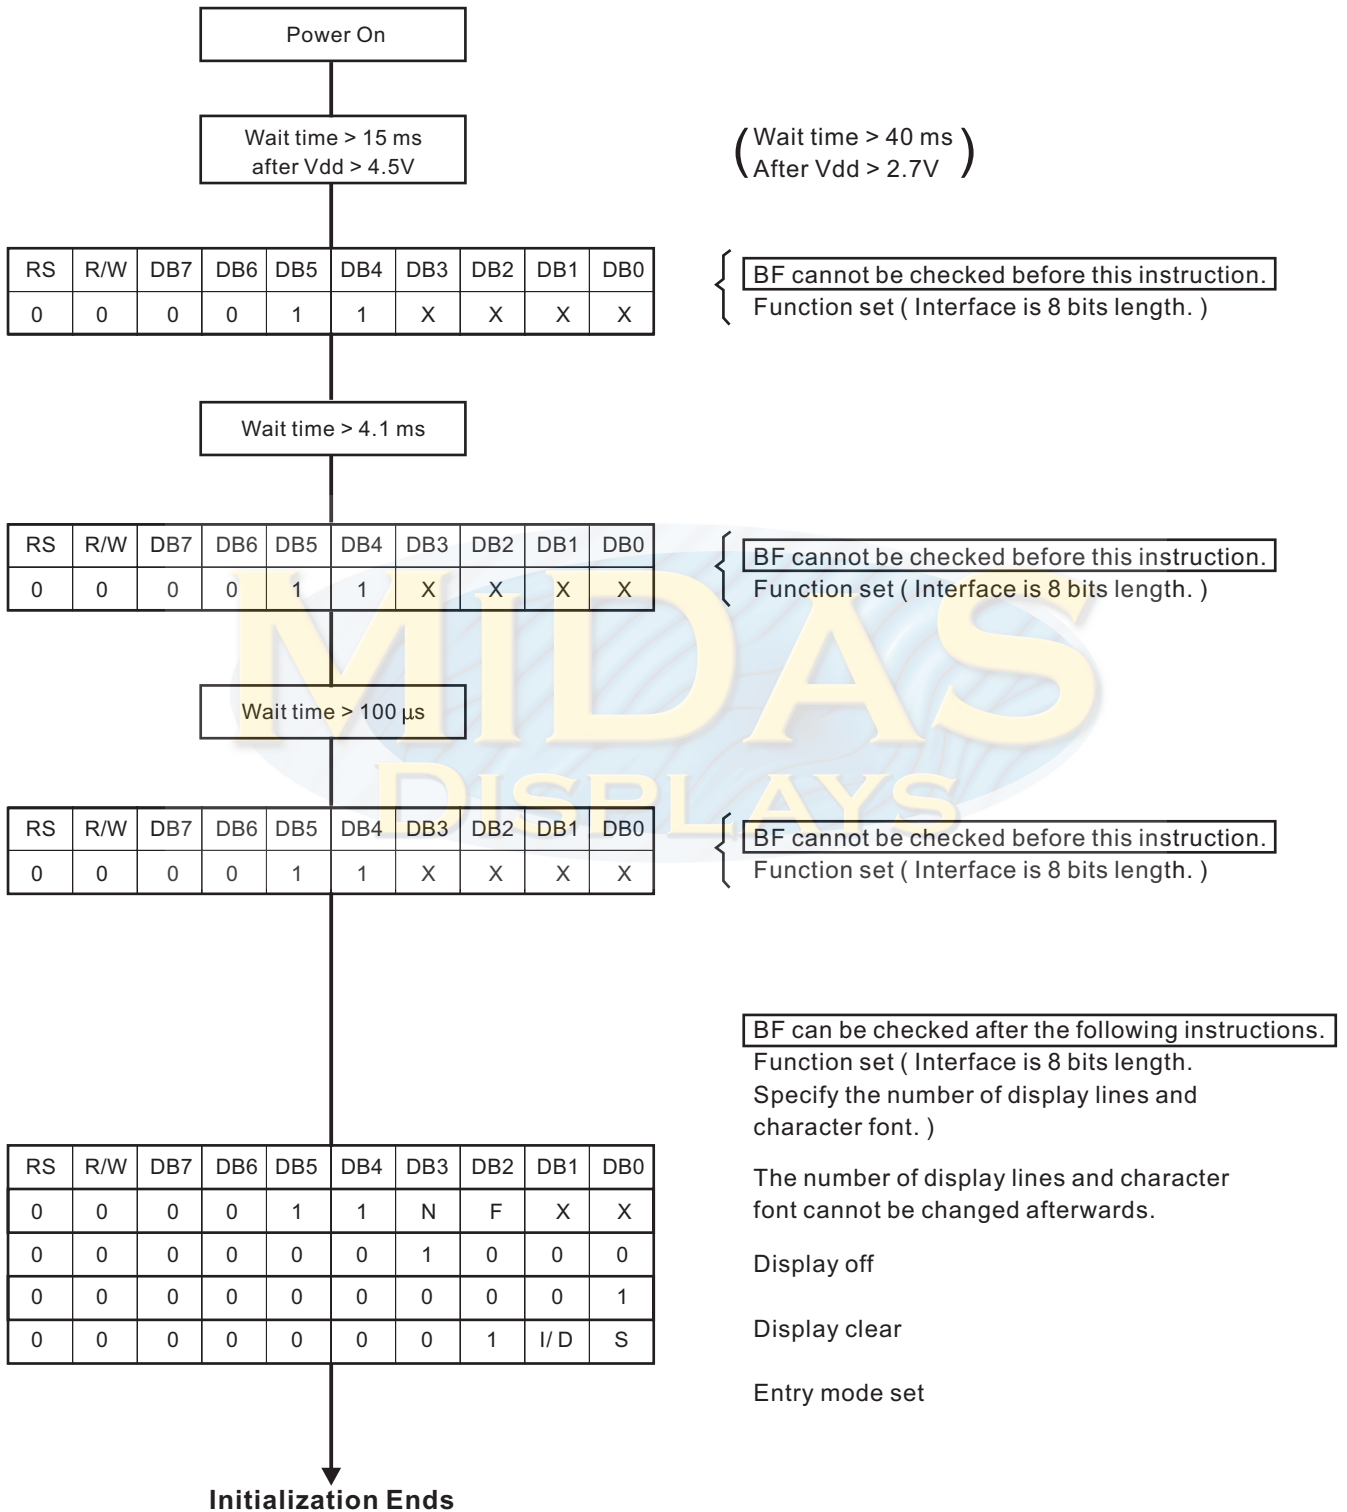 Power On
Wait time > 15 ms
after Vdd > 4.5V
( Wait time > 40 ms )
After Vdd > 2.7V
RS R/W DB7 DB6 DB5 DB4 DB3 DB2 DB1 DB0
0 0 0 0 1 1 X X X X
BF cannot be checked before this instruction.
Function set ( Interface is 8 bits length. )
Wait time > 4.1 ms
RS R/W DB7 DB6 DB5 DB4 DB3 DB2 DB1 DB0
0 0 0 0 1 1 X X X X
BF cannot be checked before this instruction.
Function set ( Interface is 8 bits length. )
MIDAS
DISPLAYS
Wait time > 100 μs
RS R/W DB7 DB6 DB5 DB4 DB3 DB2 DB1 DB0
0 0 0 0 1 1 X X X X
BF cannot be checked before this instruction.
Function set ( Interface is 8 bits length. )
BF can be checked after the following instructions.
Function set ( Interface is 8 bits length.
Specify the number of display lines and
character font. )
RS R/W DB7 DB6 DB5 DB4 DB3 DB2 DB1 DB0
0 0 0 0 1 1 N F X X
0 0 0 0 0 0 1 0 0 0
0 0 0 0 0 0 0 0 0 1
0 0 0 0 0 0 0 1 I/ D S
The number of display lines and character
font cannot be changed afterwards.
Display off
Display clear
Entry mode set
Initialization Ends